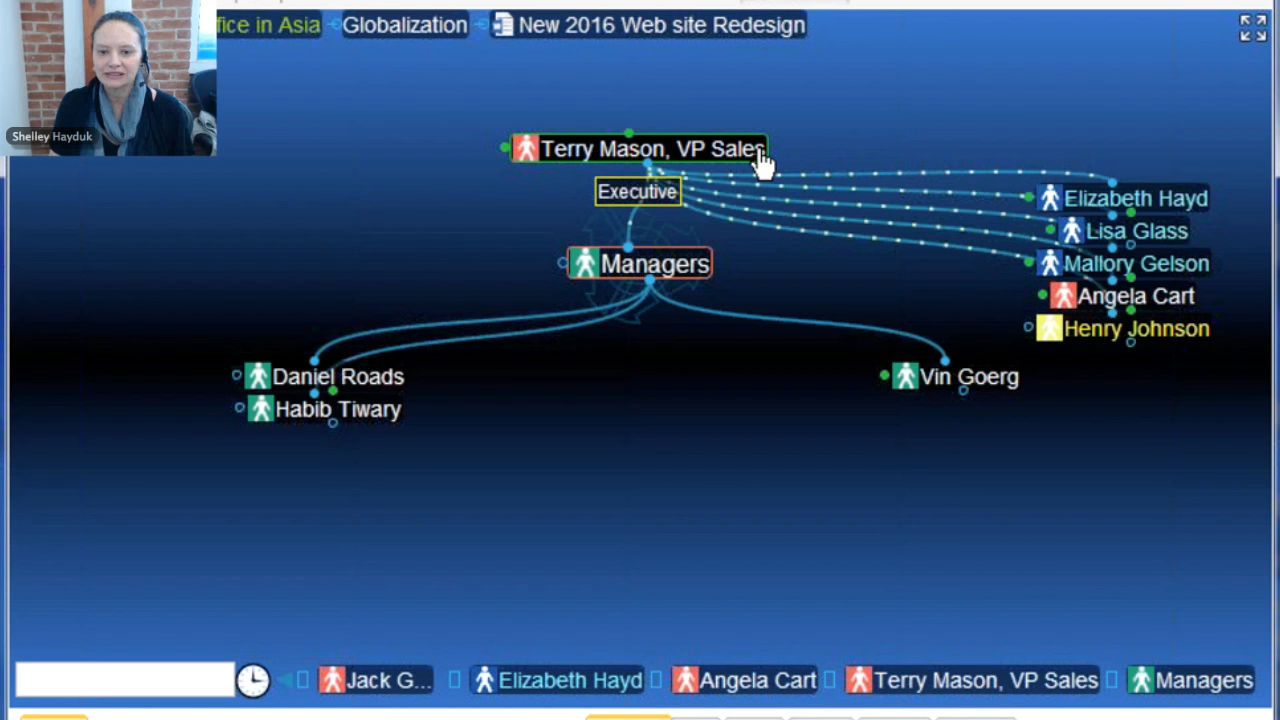 fice in Asia Globalization New 2016 Web site Redesign
Shelley Hayduk
Terry Mason, VP Sales
Executive
Elizabeth Hayd
Lisa Glass
Managers
Mallory Gelson
Angela Cart
Henry Johnson
Daniel Roads
Vin Goerg
Habib Tiwary
Jack G... Elizabeth Hayd Angela Cart Terry Mason, VP Sales Managers